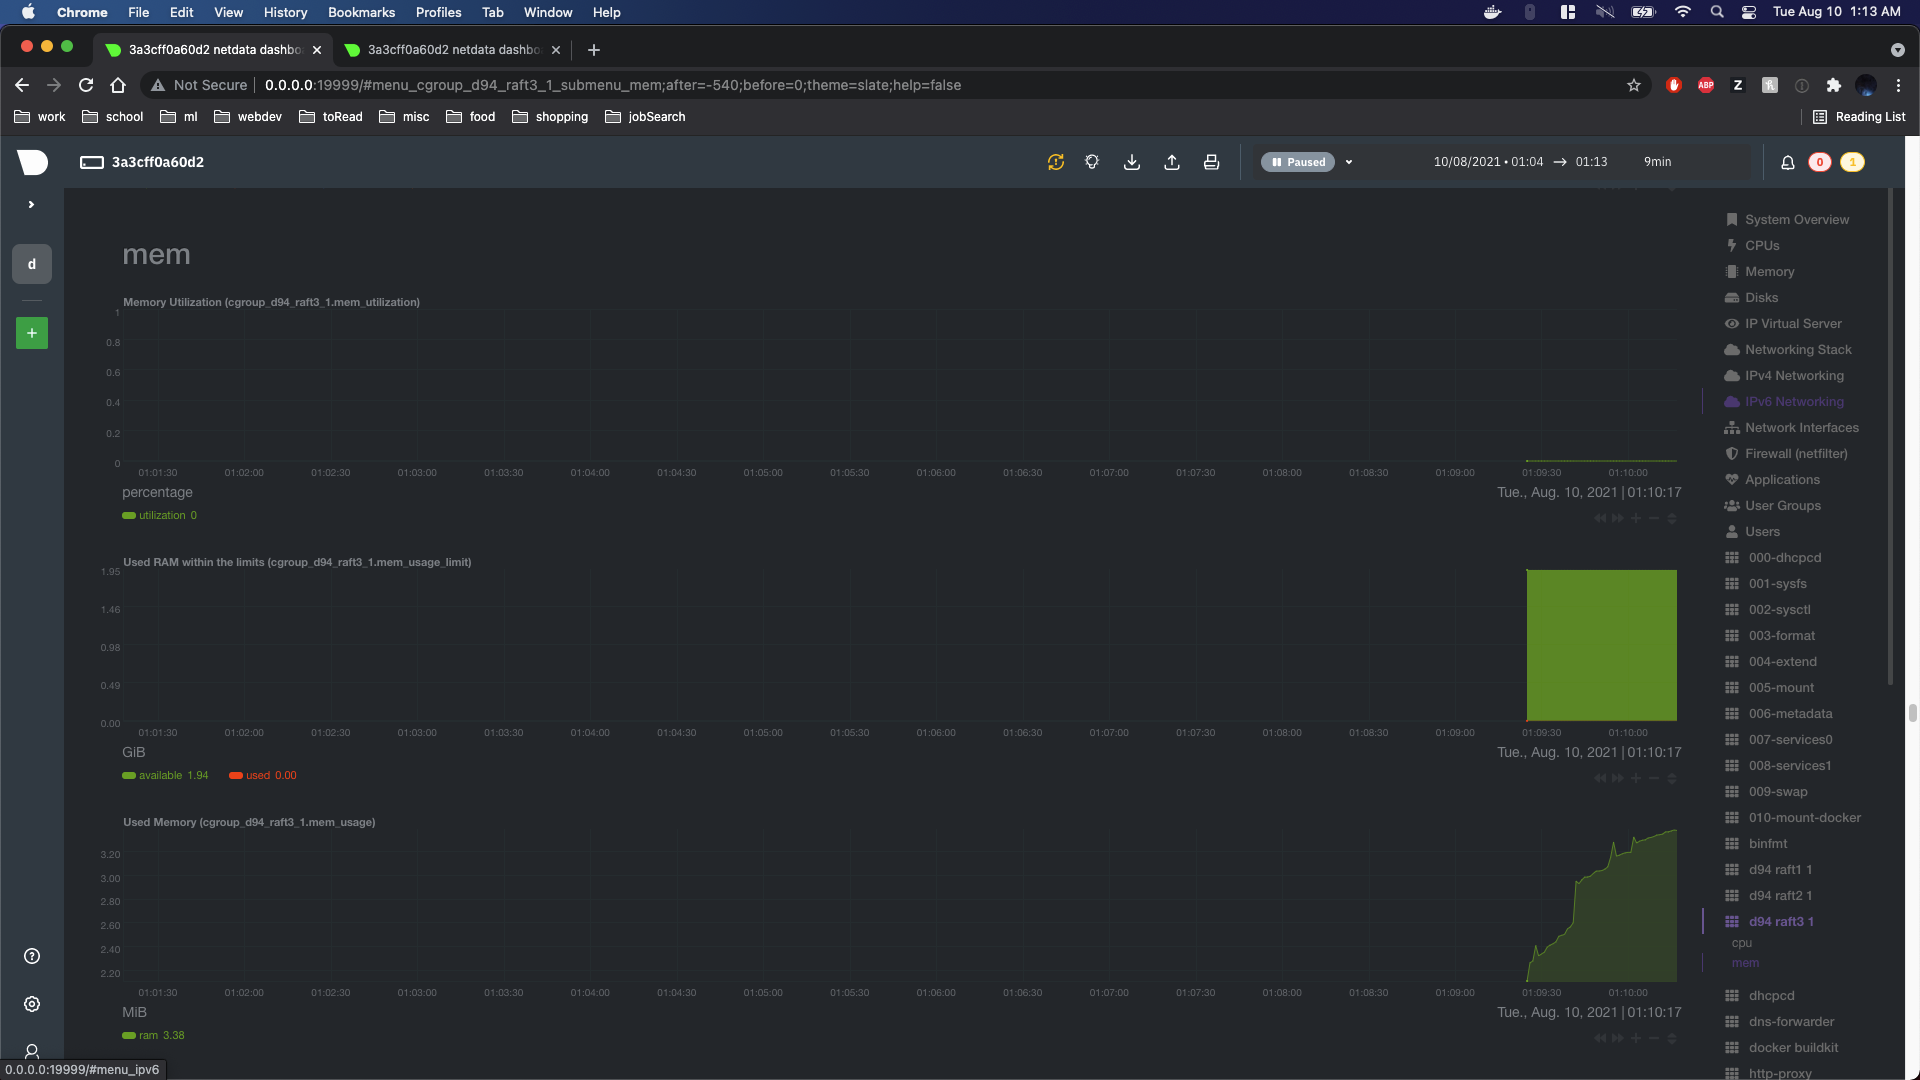 Chrome File Edit View History Bookmarks Profiles Tab Window Help Tue Aug 10 1:13 AM
3a3cff0a60d2 netdata dashbo
3a3cff0a60d2 netdata dashbo
Not Secure 0.0.0.0:19999/#menu_cgroup_d94_raft3_1_submenu_mem;after=-540;before=0;theme=slate;help=false
ABP Z
work school ml webdev toRead misc food shopping jobSearch Reading List
3a3cff0a60d2 Paused 10/08/2021 • 01:04 → 01:13 9min 0 1
d
+
mem
Memory Utilization (cgroup_d94_raft3_1.mem_utilization)
1
0.8
0.6
0.4
0.2
0
01:01:30 01:02:00 01:02:30 01:03:00 01:03:30 01:04:00 01:04:30 01:05:00 01:05:30 01:06:00 01:06:30 01:07:00 01:07:30 01:08:00 01:08:30 01:09:00 01:09:30 01:10:00
percentage Tue., Aug. 10, 2021 | 01:10:17
utilization 0
Used RAM within the limits (cgroup_d94_raft3_1.mem_usage_limit)
1.95
1.46
0.98
0.49
0.00
01:01:30 01:02:00 01:02:30 01:03:00 01:03:30 01:04:00 01:04:30 01:05:00 01:05:30 01:06:00 01:06:30 01:07:00 01:07:30 01:08:00 01:08:30 01:09:00 01:09:30 01:10:00
GiB Tue., Aug. 10, 2021 | 01:10:17
available 1.94 used 0.00
Used Memory (cgroup_d94_raft3_1.mem_usage)
3.20
3.00
2.80
2.60
2.40
2.20
01:01:30 01:02:00 01:02:30 01:03:00 01:03:30 01:04:00 01:04:30 01:05:00 01:05:30 01:06:00 01:06:30 01:07:00 01:07:30 01:08:00 01:08:30 01:09:00 01:09:30 01:10:00
MiB Tue., Aug. 10, 2021 | 01:10:17
ram 3.38
System Overview
CPUs
Memory
Disks
IP Virtual Server
Networking Stack
IPv4 Networking
IPv6 Networking
Network Interfaces
Firewall (netfilter)
Applications
User Groups
Users
000-dhcpcd
001-sysfs
002-sysctl
003-format
004-extend
005-mount
006-metadata
007-services0
008-services1
009-swap
010-mount-docker
binfmt
d94 raft1 1
d94 raft2 1
d94 raft3 1
cpu
mem
dhcpcd
dns-forwarder
docker buildkit
http-proxy
0.0.0.0:19999/#menu_ipv6